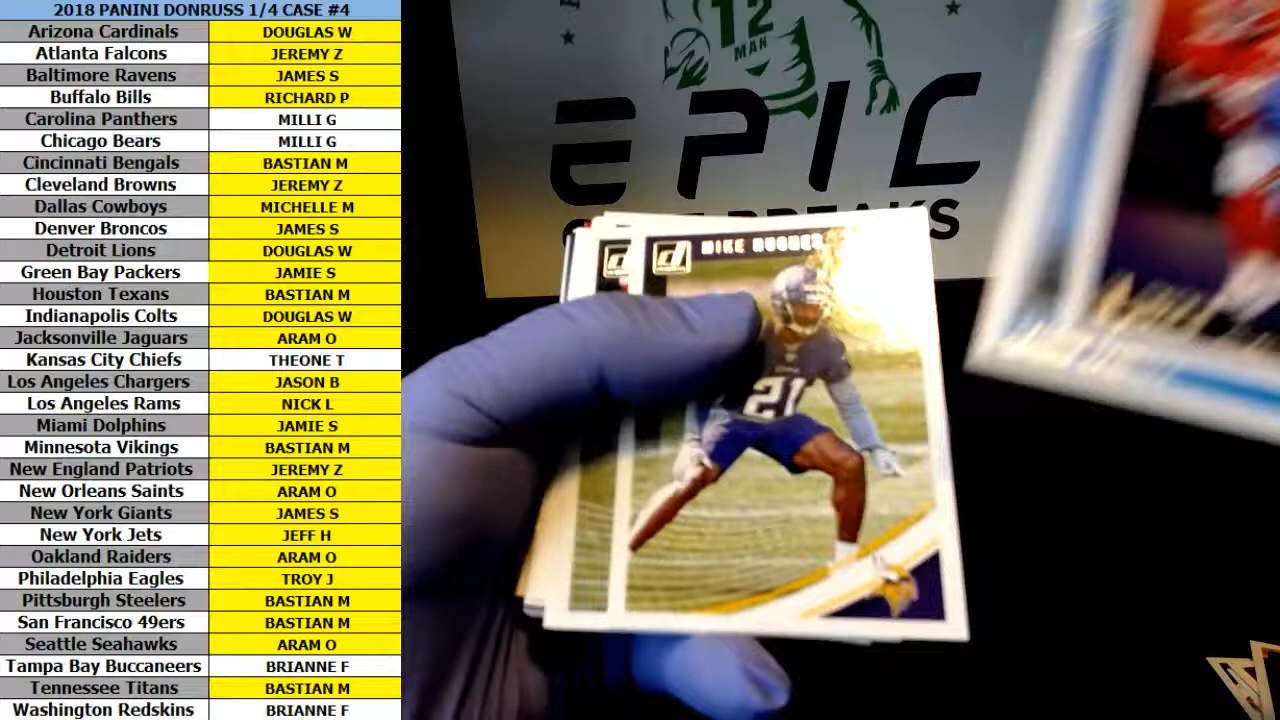 2018 PANINI DONRUSS 1/4 CASE #4
Arizona Cardinals DOUGLAS W
Atlanta Falcons JEREMY Z
Baltimore Ravens JAMES S
Buffalo Bills RICHARD P
Carolina Panthers MILLI G
Chicago Bears MILLI G
Cincinnati Bengals BASTIAN M
Cleveland Browns JEREMY Z
Dallas Cowboys MICHELLE M
Denver Broncos JAMES S
Detroit Lions DOUGLAS W
Green Bay Packers JAMIE S
Houston Texans BASTIAN M
Indianapolis Colts DOUGLAS W
Jacksonville Jaguars ARAM O
Kansas City Chiefs THEONE T
Los Angeles Chargers JASON B
Los Angeles Rams NICK L
Miami Dolphins JAMIE S
Minnesota Vikings BASTIAN M
New England Patriots JEREMY Z
New Orleans Saints ARAM O
New York Giants JAMES S
New York Jets JEFF H
Oakland Raiders ARAM O
Philadelphia Eagles TROY J
Pittsburgh Steelers BASTIAN M
San Francisco 49ers BASTIAN M
Seattle Seahawks ARAM O
Tampa Bay Buccaneers BRIANNE F
Tennessee Titans BASTIAN M
Washington Redskins BRIANNE F
12
MAN
EPIC
MIKE HUGHES
21